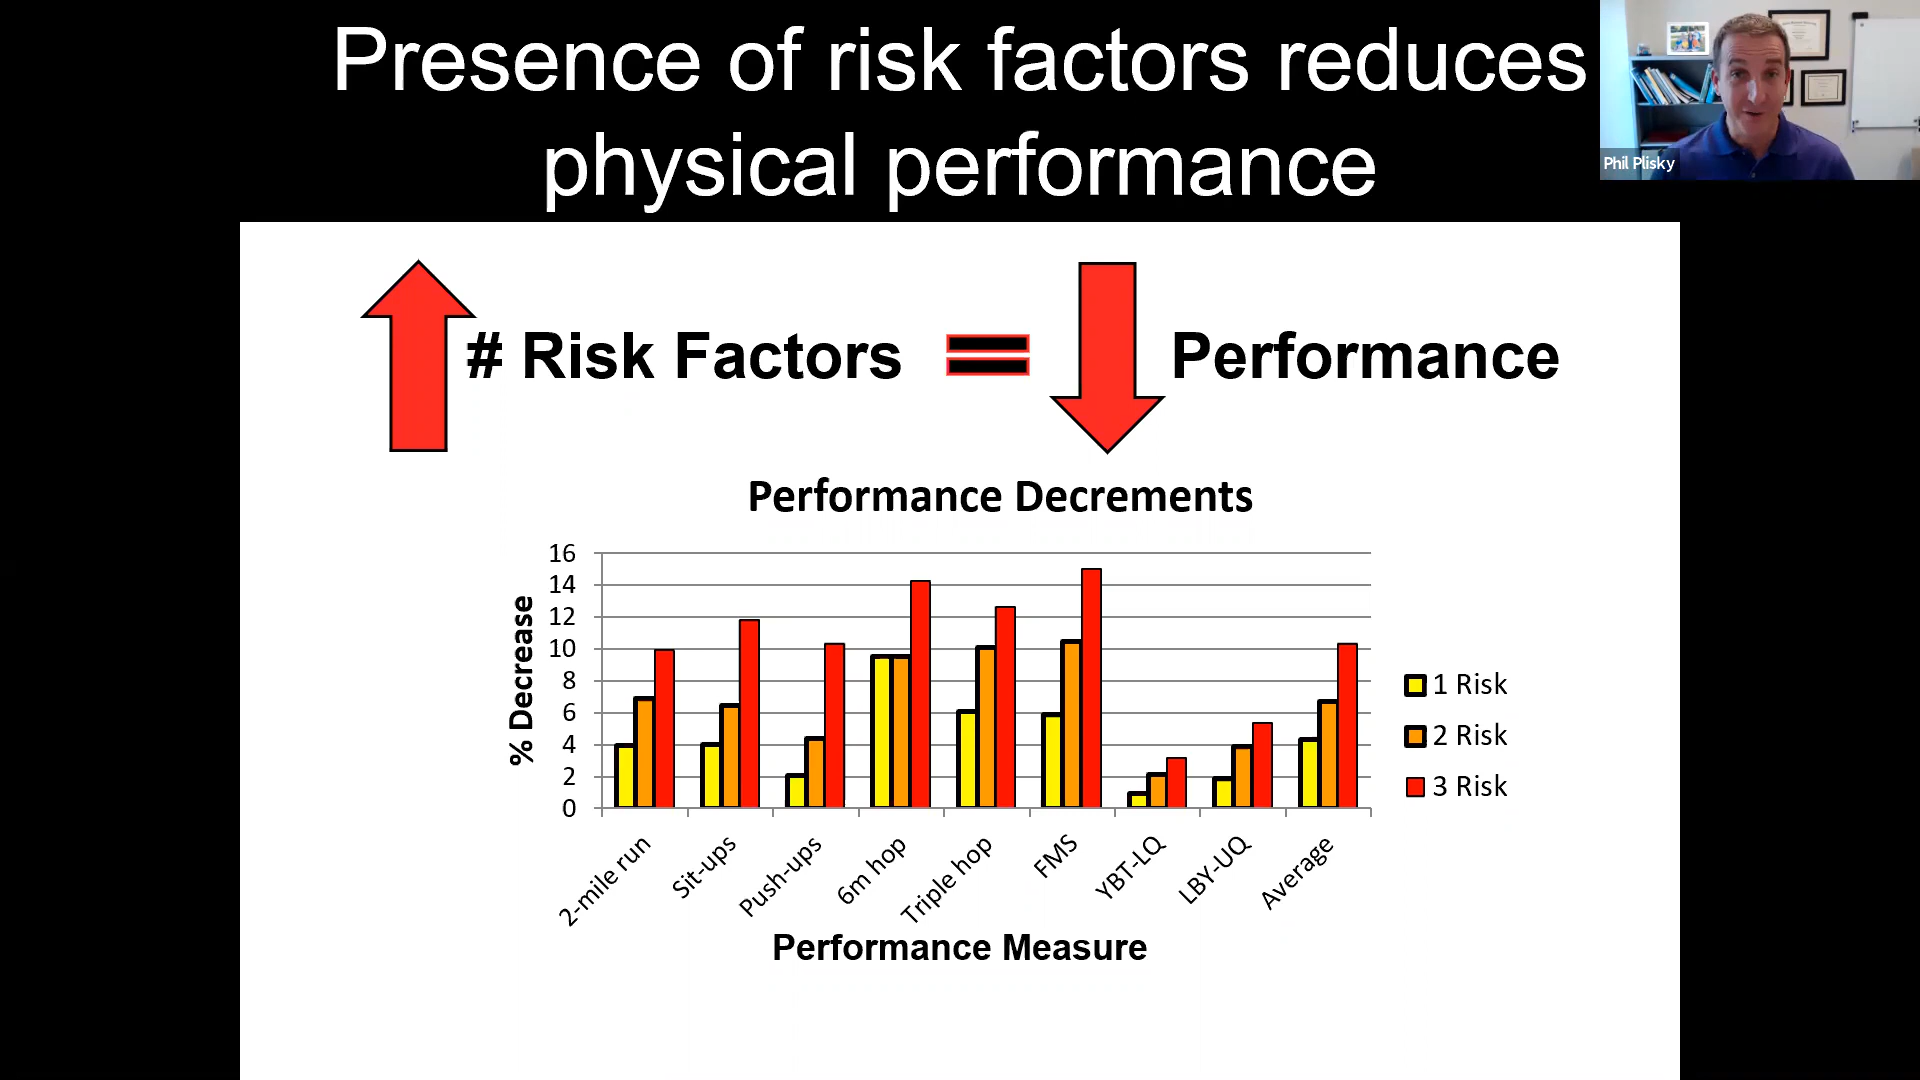 Presence of risk factors reduces
physical performance
Phil Plisky
# Risk Factors = Performance
Performance Decrements
% Decrease
16
14
12
10
8
6
4
2
0
2-mile run
Sit-ups
Push-ups
6m hop
Triple hop
FMS
YBT-LQ
LBY-UQ
Average
Performance Measure
1 Risk
2 Risk
3 Risk